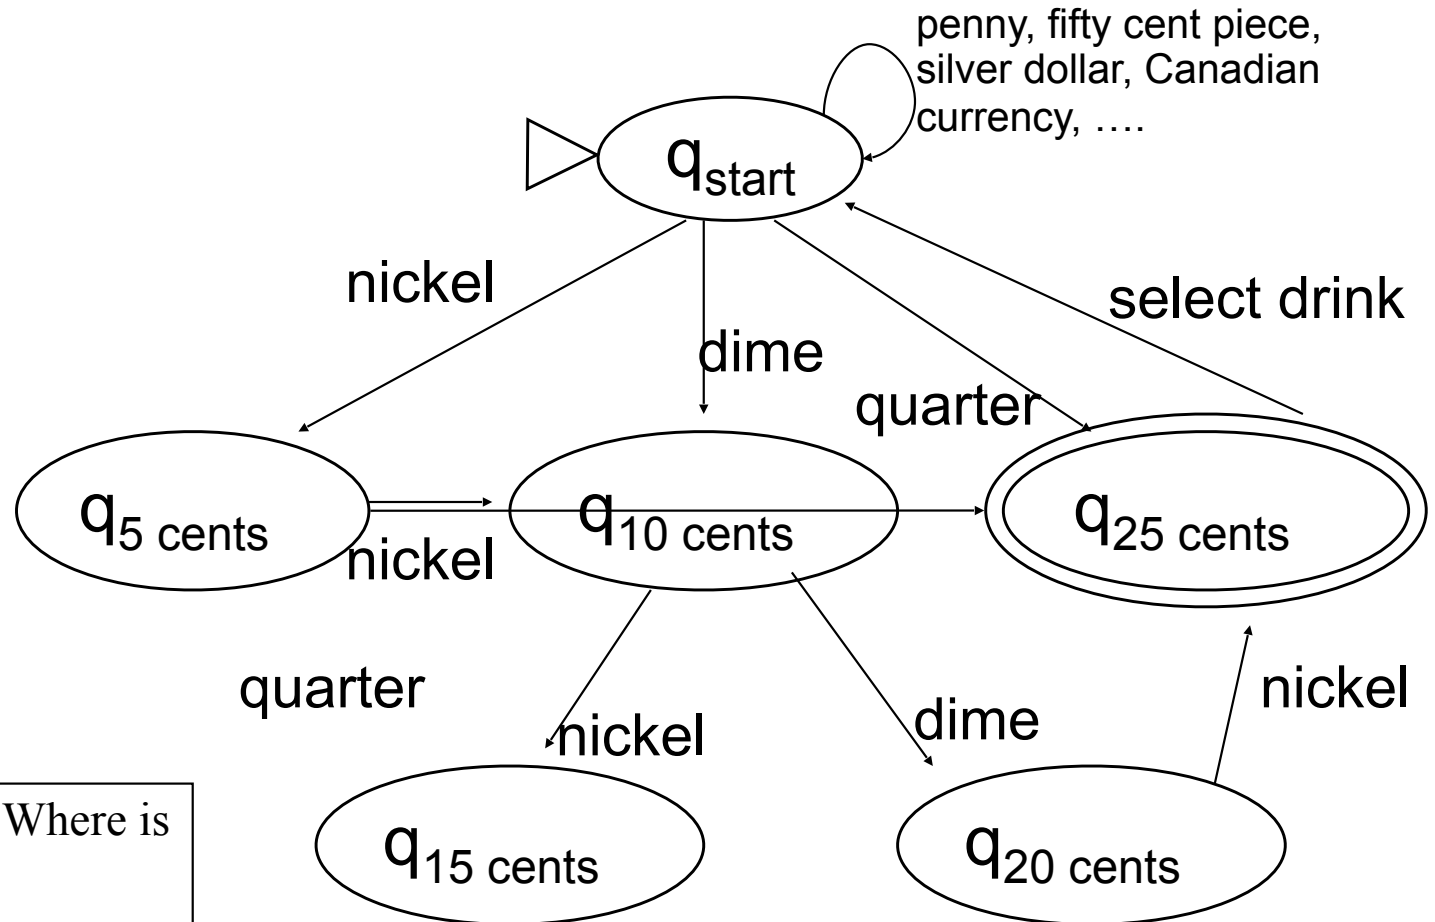 penny, fifty cent piece,
silver dollar, Canadian
currency, ….
qstart
nickel
select drink
dime
quarter
q5 cents
q10 cents
q25 cents
nickel
quarter
nickel
dime
nickel
Where is
q15 cents
q20 cents